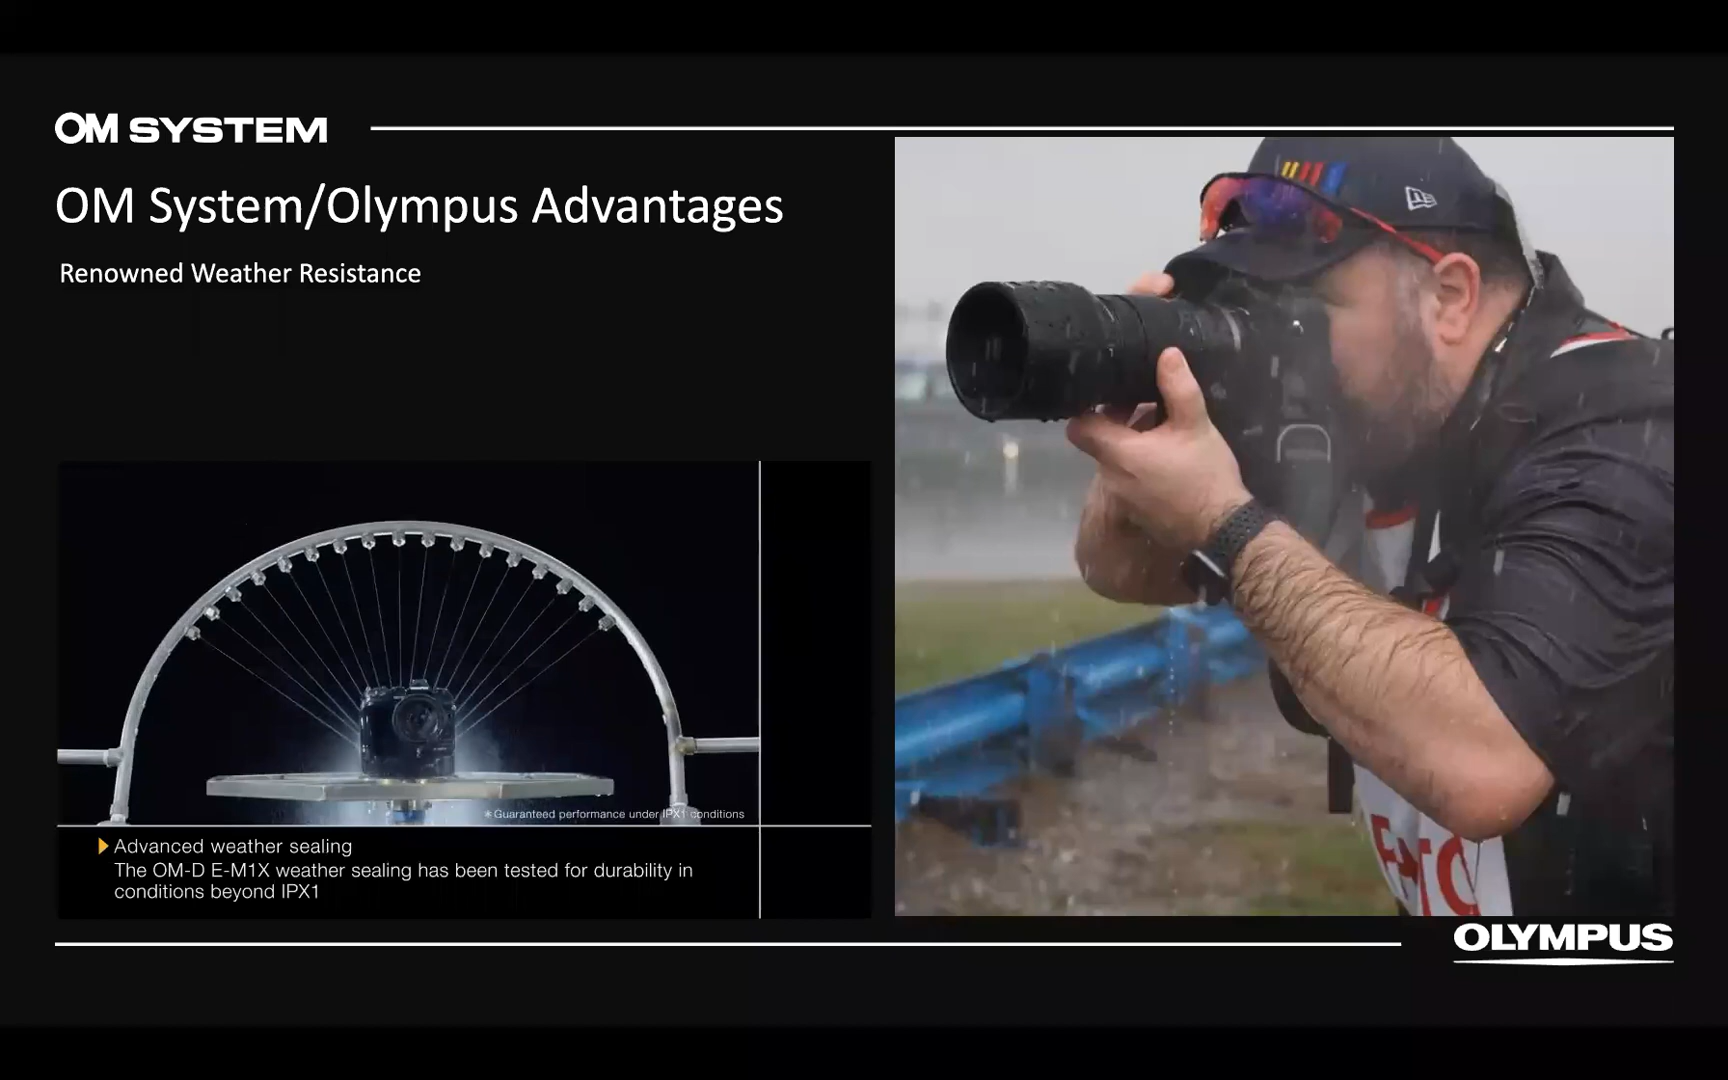 OM SYSTEM
OM System/Olympus Advantages
Renowned Weather Resistance
*Guaranteed performance under IPX1 conditions
Advanced weather sealing
The OM-D E-M1X weather sealing has been tested for durability in
conditions beyond IPX1
OLYMPUS